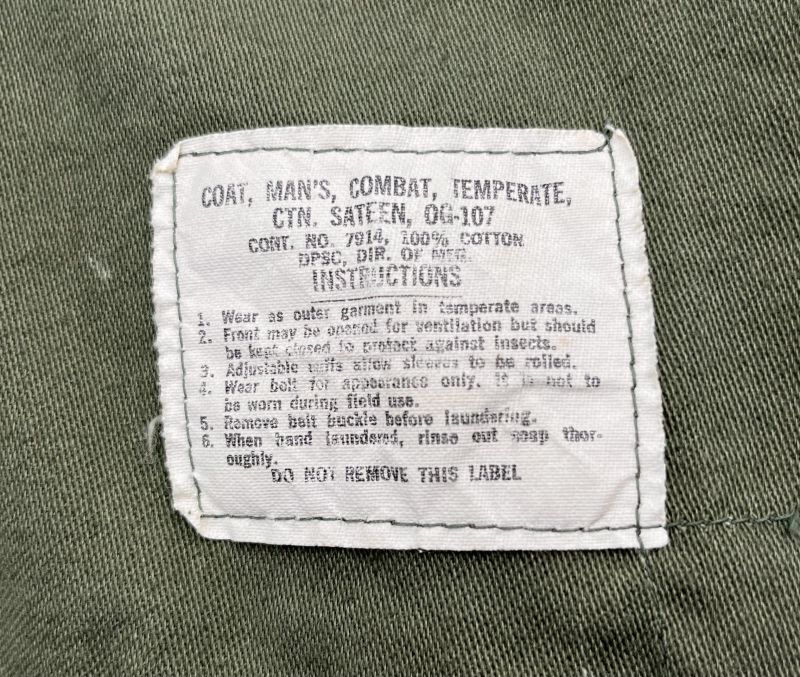 COAT, MAN'S, COMBAT, TEMPERATE,
CTN. SATEEN, OG-107
CONT. NO. 7914, 100% COTTON
DPSC, DIR. OF MFG.
INSTRUCTIONS
1. Wear as outer garment in temperate areas.
2. Front may be opened for ventilation but should
be kept closed to protect against insects.
3. Adjustable cuffs allow sleeves to be rolled.
4. Wear belt for appearance only. It is not to
be worn during field use.
5. Remove belt buckle before laundering.
6. When hand laundered, rinse out soap thor-
oughly.
DO NOT REMOVE THIS LABEL